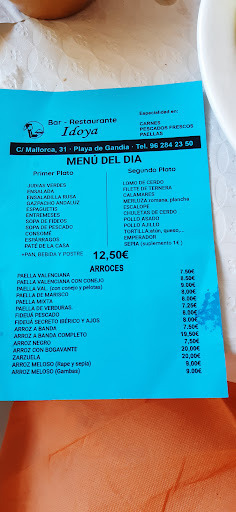 Bar - Restaurante
Idoya
Especialidad en:
CARNES
PESCADOS FRESCOS
PAELLAS
C/ Mallorca, 31 - Playa de Gandia - Tel. 96 284 23 50
MENÚ DEL DIA
Primer Plato
JUDIAS VERDES
ENSALADA
ENSALADILLA RUSA
GAZPACHO ANDALUZ
ESPAGUETIS
ENTREMESES
SOPA DE FIDEOS
SOPA DE PESCADO
CONSOMÉ
ESPÁRRAGOS
PATÉ DE LA CASA
Segundo Plato
LOMO DE CERDO
FILETE DE TERNERA
CALAMARES
MERLUZA romana, plancha
ESCALOPE
CHULETAS DE CERDO
POLLO ASADO
POLLO AJILLO
TORTILLA atún, queso,...
EMPERADOR
SEPIA (suplemento 1€)
+PAN, BEBIDA Y POSTRE 12,50€
ARROCES
PAELLA VALENCIANA 7.50€
PAELLA VALENCIANA CON CONEJO 8.50€
PAELLA VAL. (con conejo y pelotas) 9.00€
PAELLA DE MARISCO 8.00€
PAELLA MIXTA 8.00€
PAELLA DE VERDURAS 7.25€
FIDEUÁ PESCADO 8.00€
FIDEUÁ SECRETO IBÉRICO Y AJOS 8.00€
ARROZ A BANDA 7.50€
ARROZ A BANDA COMPLETO 19,50€
ARROZ NEGRO 7,50€
ARROZ CON BOGAVANTE 20,00€
ZARZUELA 20,00€
ARROZ MELOSO (Rape y sepia) 9.00€
ARROZ MELOSO (Gambas) 9.00€